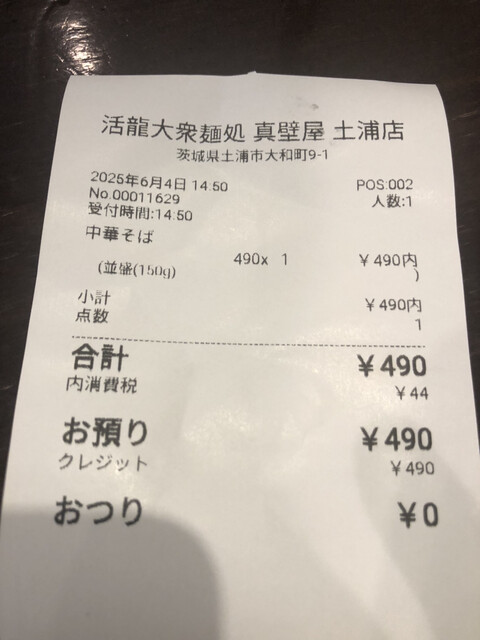 活龍大衆麺処 真壁屋 土浦店
茨城県土浦市大和町9-1
2025年6月4日 14:50 POS:002
No.00011629 人数:1
受付時間:14:50
中華そば
490x 1 ¥490内
(並盛(150g) )
小計 ¥490内
点数 1
合計 ¥490
内消費税 ¥44
お預り ¥490
クレジット ¥490
おつり ¥0